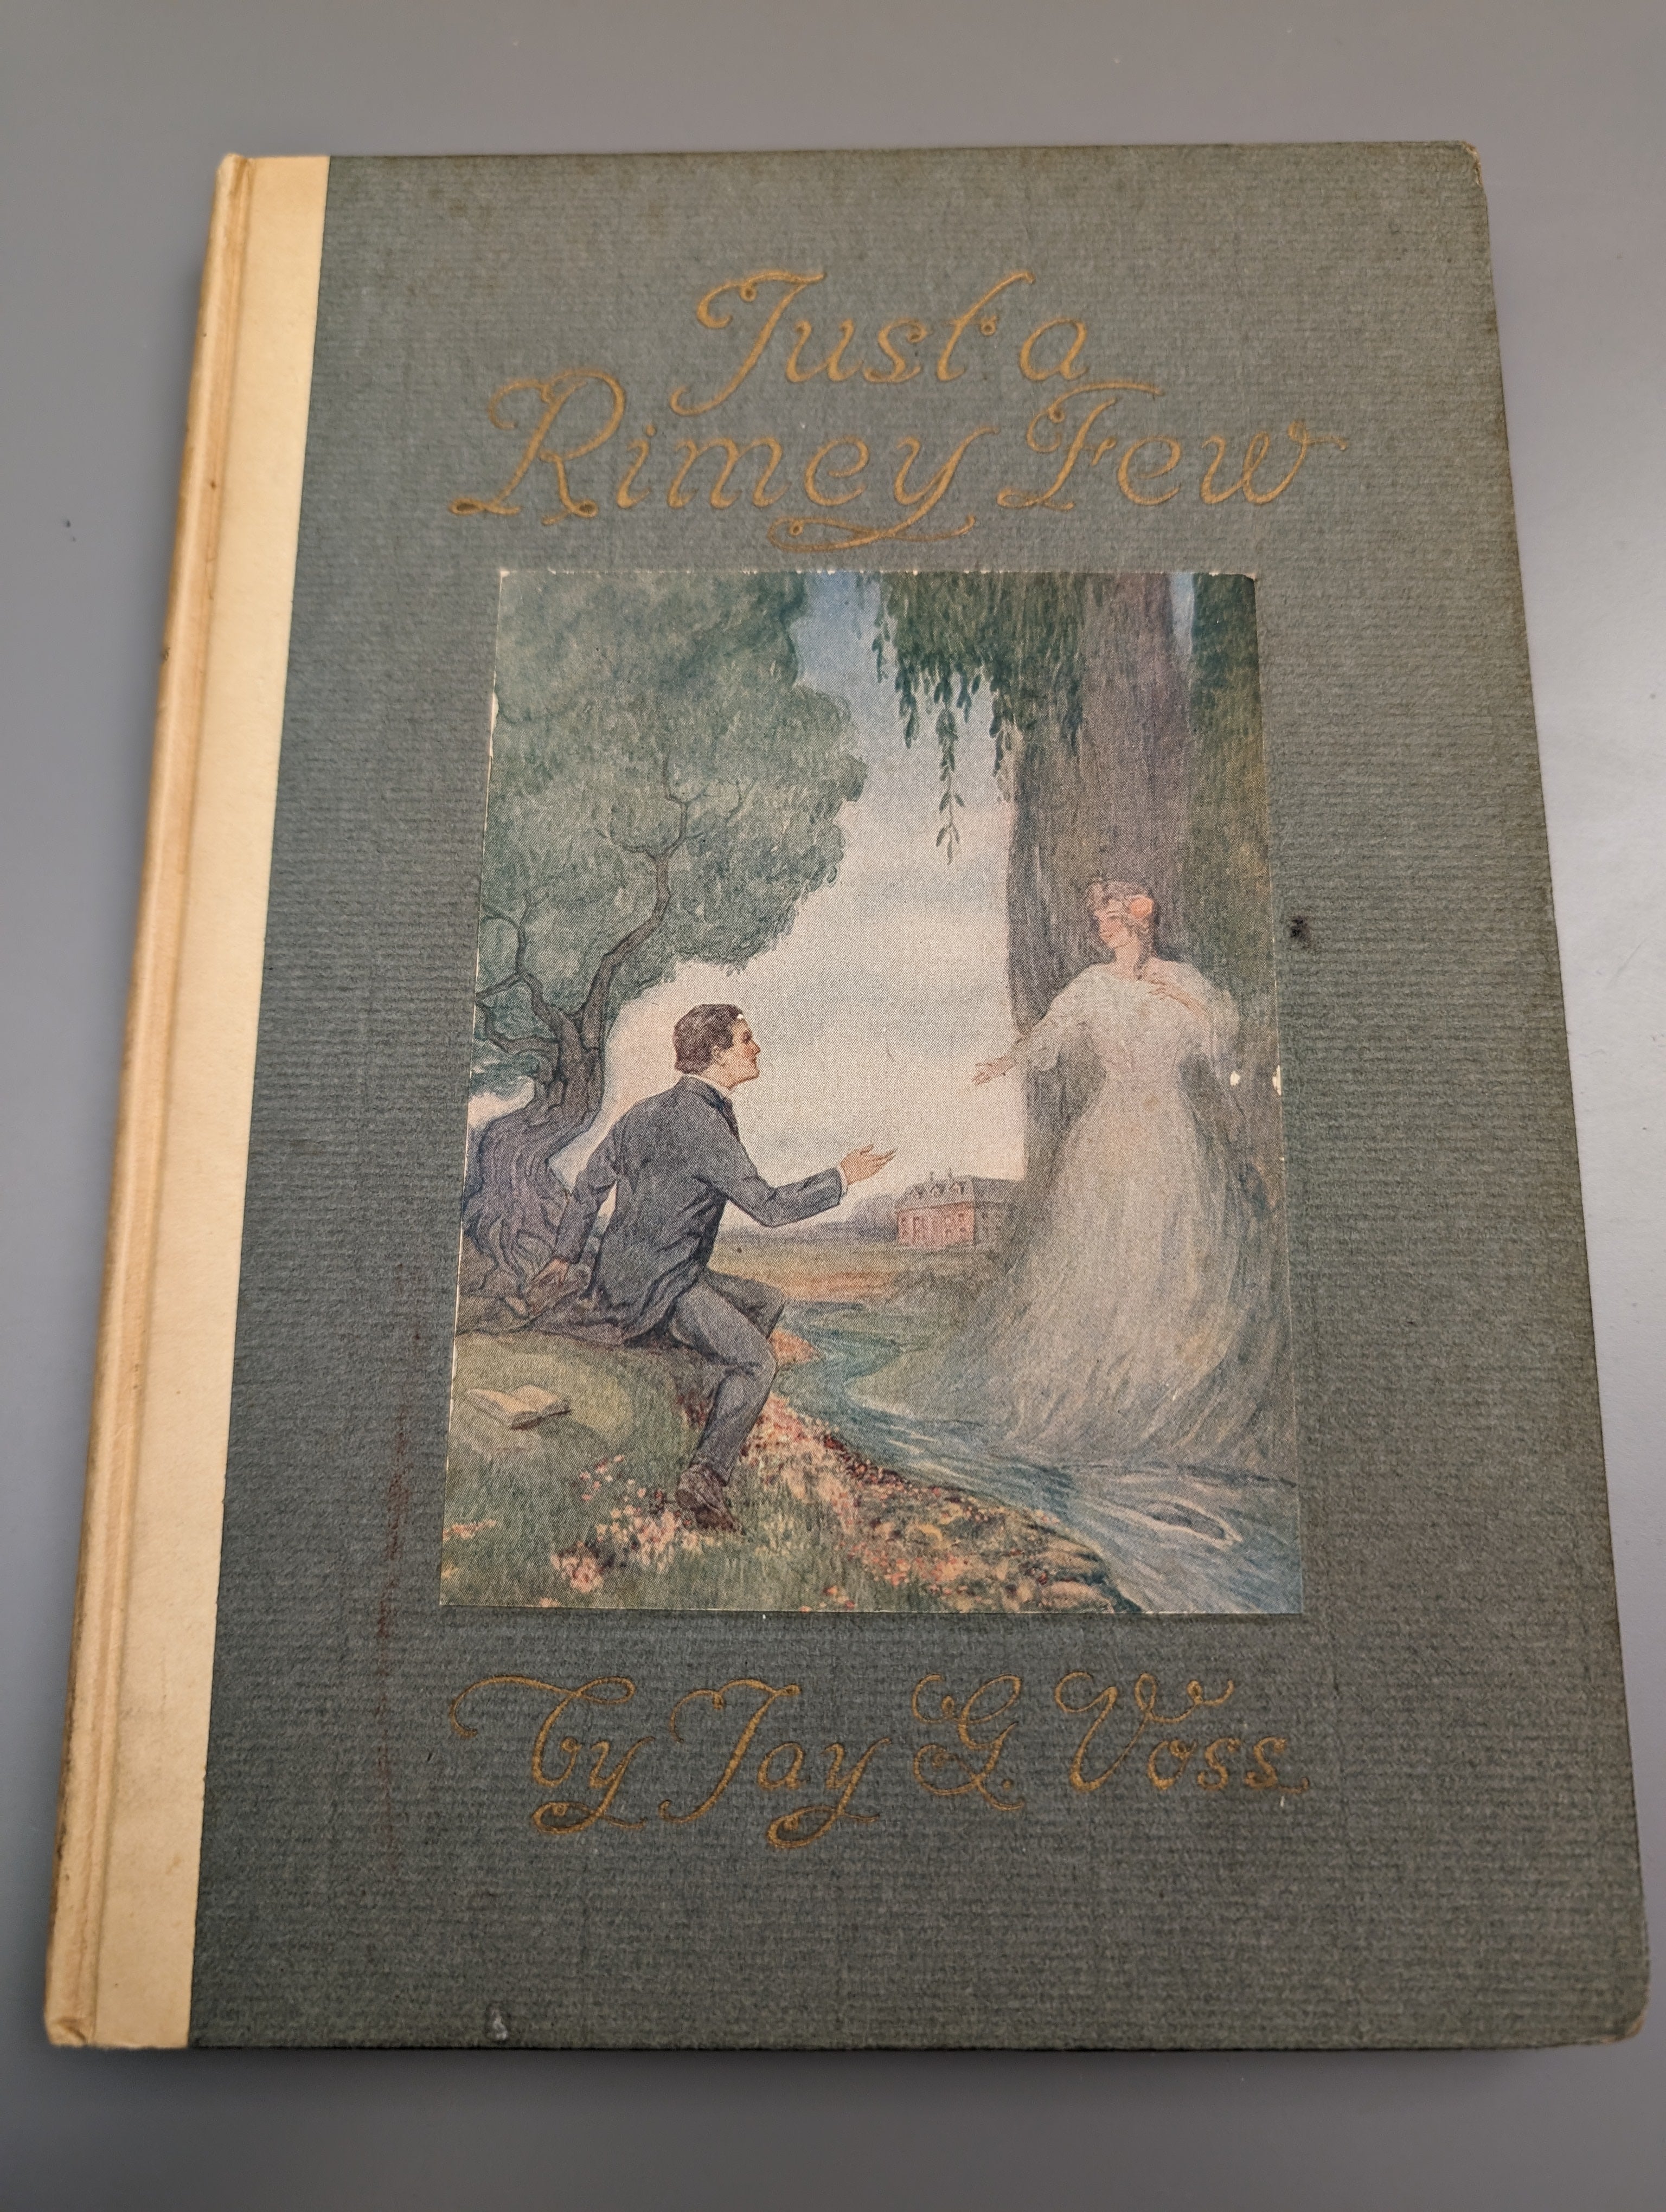 Just a
Rimey Few
by Jay G. Voss